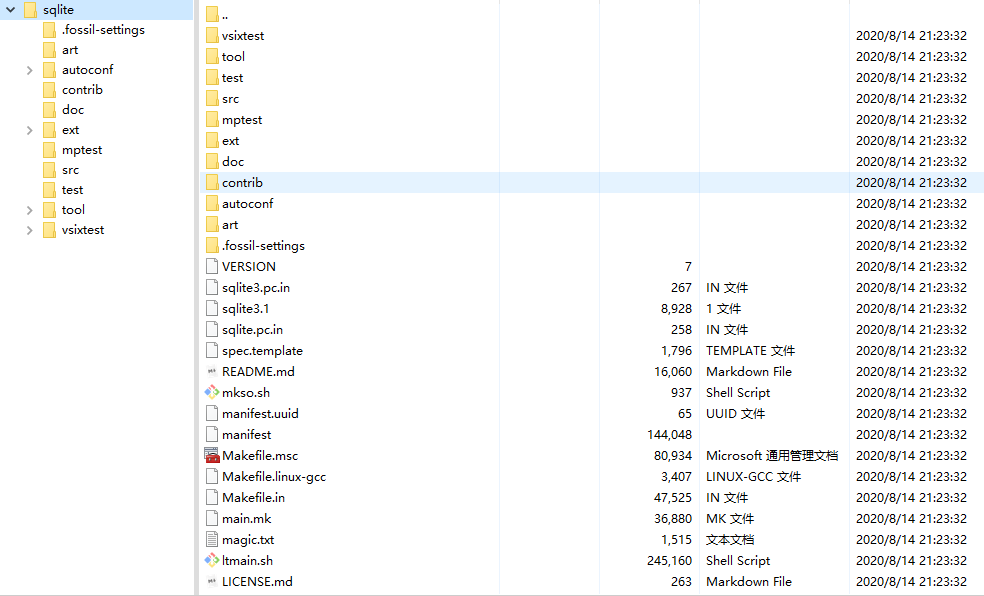 sqlite
.fossil-settings
art
autoconf
contrib
doc
ext
mptest
src
test
tool
vsixtest
..
vsixtest 2020/8/14 21:23:32
tool 2020/8/14 21:23:32
test 2020/8/14 21:23:32
src 2020/8/14 21:23:32
mptest 2020/8/14 21:23:32
ext 2020/8/14 21:23:32
doc 2020/8/14 21:23:32
contrib 2020/8/14 21:23:32
autoconf 2020/8/14 21:23:32
art 2020/8/14 21:23:32
.fossil-settings 2020/8/14 21:23:32
VERSION 7 2020/8/14 21:23:32
sqlite3.pc.in 267 IN 文件 2020/8/14 21:23:32
sqlite3.1 8,928 1 文件 2020/8/14 21:23:32
sqlite.pc.in 258 IN 文件 2020/8/14 21:23:32
spec.template 1,796 TEMPLATE 文件 2020/8/14 21:23:32
README.md 16,060 Markdown File 2020/8/14 21:23:32
mkso.sh 937 Shell Script 2020/8/14 21:23:32
manifest.uuid 65 UUID 文件 2020/8/14 21:23:32
manifest 144,048 2020/8/14 21:23:32
Makefile.msc 80,934 Microsoft 通用管理文档 2020/8/14 21:23:32
Makefile.linux-gcc 3,407 LINUX-GCC 文件 2020/8/14 21:23:32
Makefile.in 47,525 IN 文件 2020/8/14 21:23:32
main.mk 36,880 MK 文件 2020/8/14 21:23:32
magic.txt 1,515 文本文档 2020/8/14 21:23:32
ltmain.sh 245,160 Shell Script 2020/8/14 21:23:32
LICENSE.md 263 Markdown File 2020/8/14 21:23:32